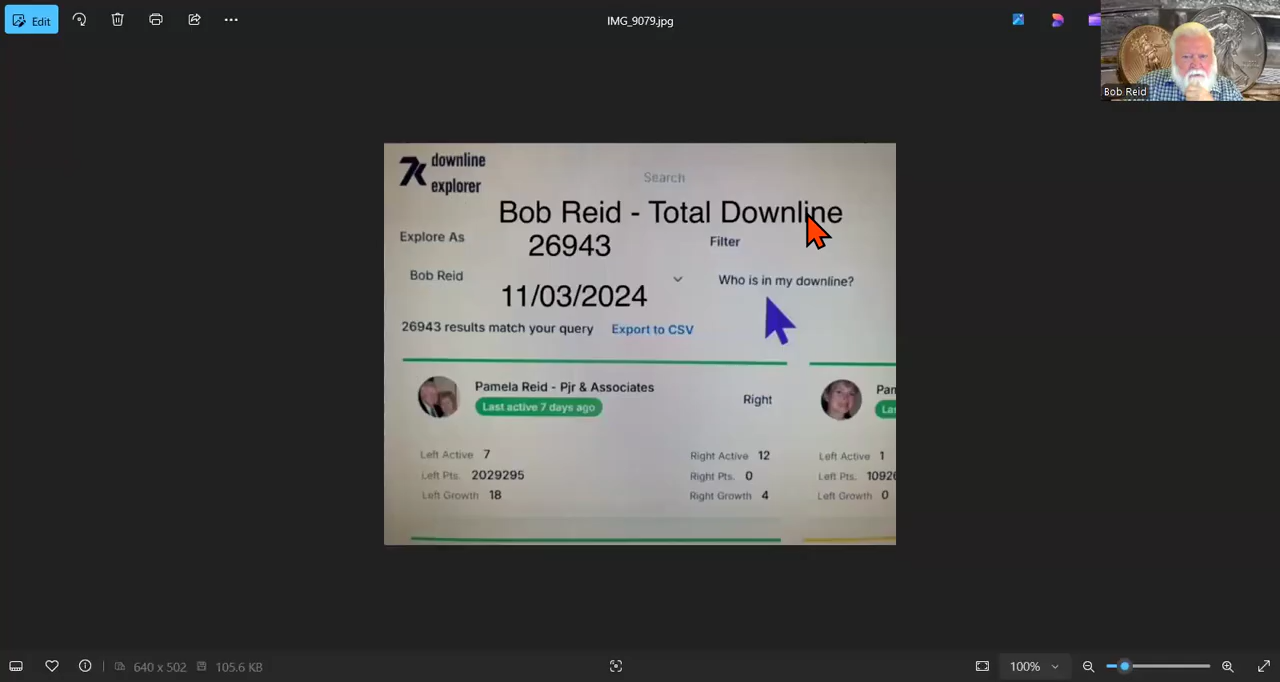 Edit
IMG_9079.jpg
Bob Reid
7k downline
explorer
Search
Bob Reid - Total Downline
Explore As
26943
Filter
Bob Reid
Who is in my downline?
11/03/2024
26943 results match your query Export to CSV
Pamela Reid - Pjr & Associates
Last active 7 days ago
Right
Left Active 7
Right Active 12
Left Pts. 2029295
Right Pts. 0
Left Growth 18
Right Growth 4
Pan
Las
Left Active 1
Left Pts. 10926
Left Growth 0
640 x 502 105.6 KB
100%